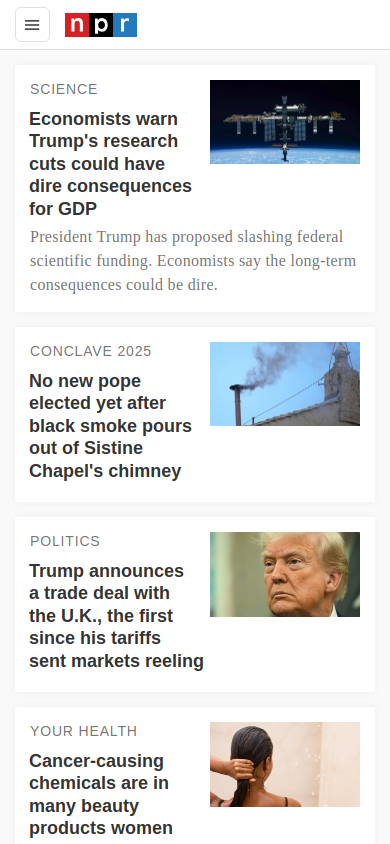 npr
SCIENCE
Economists warn
Trump's research
cuts could have
dire consequences
for GDP
President Trump has proposed slashing federal
scientific funding. Economists say the long-term
consequences could be dire.
CONCLAVE 2025
No new pope
elected yet after
black smoke pours
out of Sistine
Chapel's chimney
POLITICS
Trump announces
a trade deal with
the U.K., the first
since his tariffs
sent markets reeling
YOUR HEALTH
Cancer-causing
chemicals are in
many beauty
products women